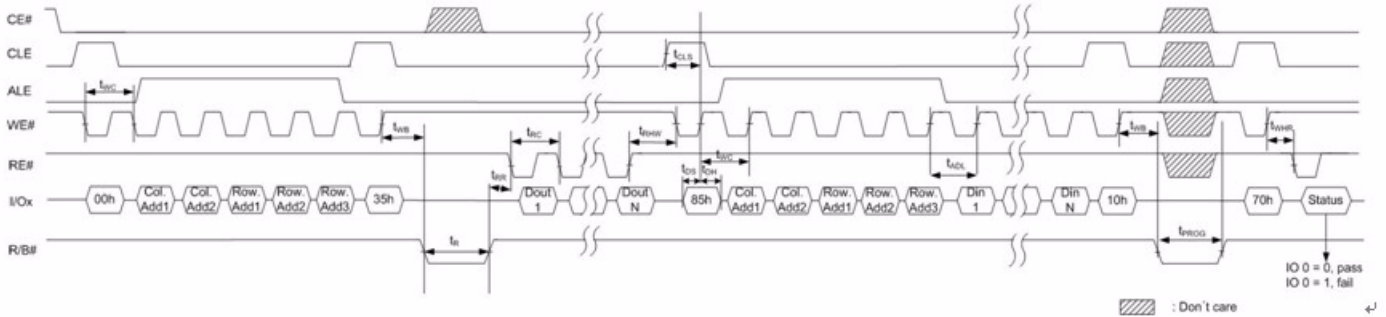 CE#
CLE
tCLS
ALE
tWC
WE#
tWB
tRC
tRHW
tWC
tADL
tWB
tWHR
RE#
tRR
tDS tDH
I/Ox
00h Col. Add1 Col. Add2 Row. Add1 Row. Add2 Row. Add3 35h Dout 1 Dout N 85h Col. Add1 Col. Add2 Row. Add1 Row. Add2 Row. Add3 Din 1 Din N 10h 70h Status
R/B#
tR
tPROG
IO 0 = 0, pass
IO 0 = 1, fail
: Don`t care